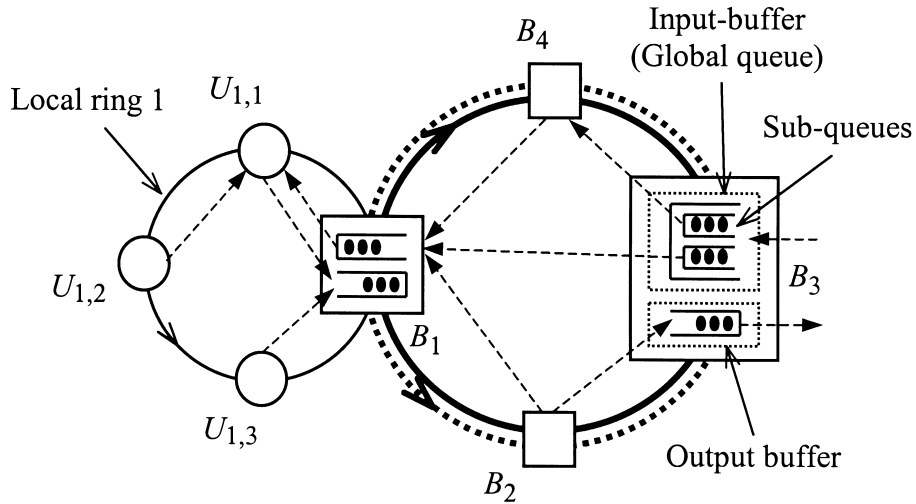 Input-buffer
(Global queue)
B4
U1,1
Local ring 1
Sub-queues
U1,2
B3
B1
U1,3
Output buffer
B2